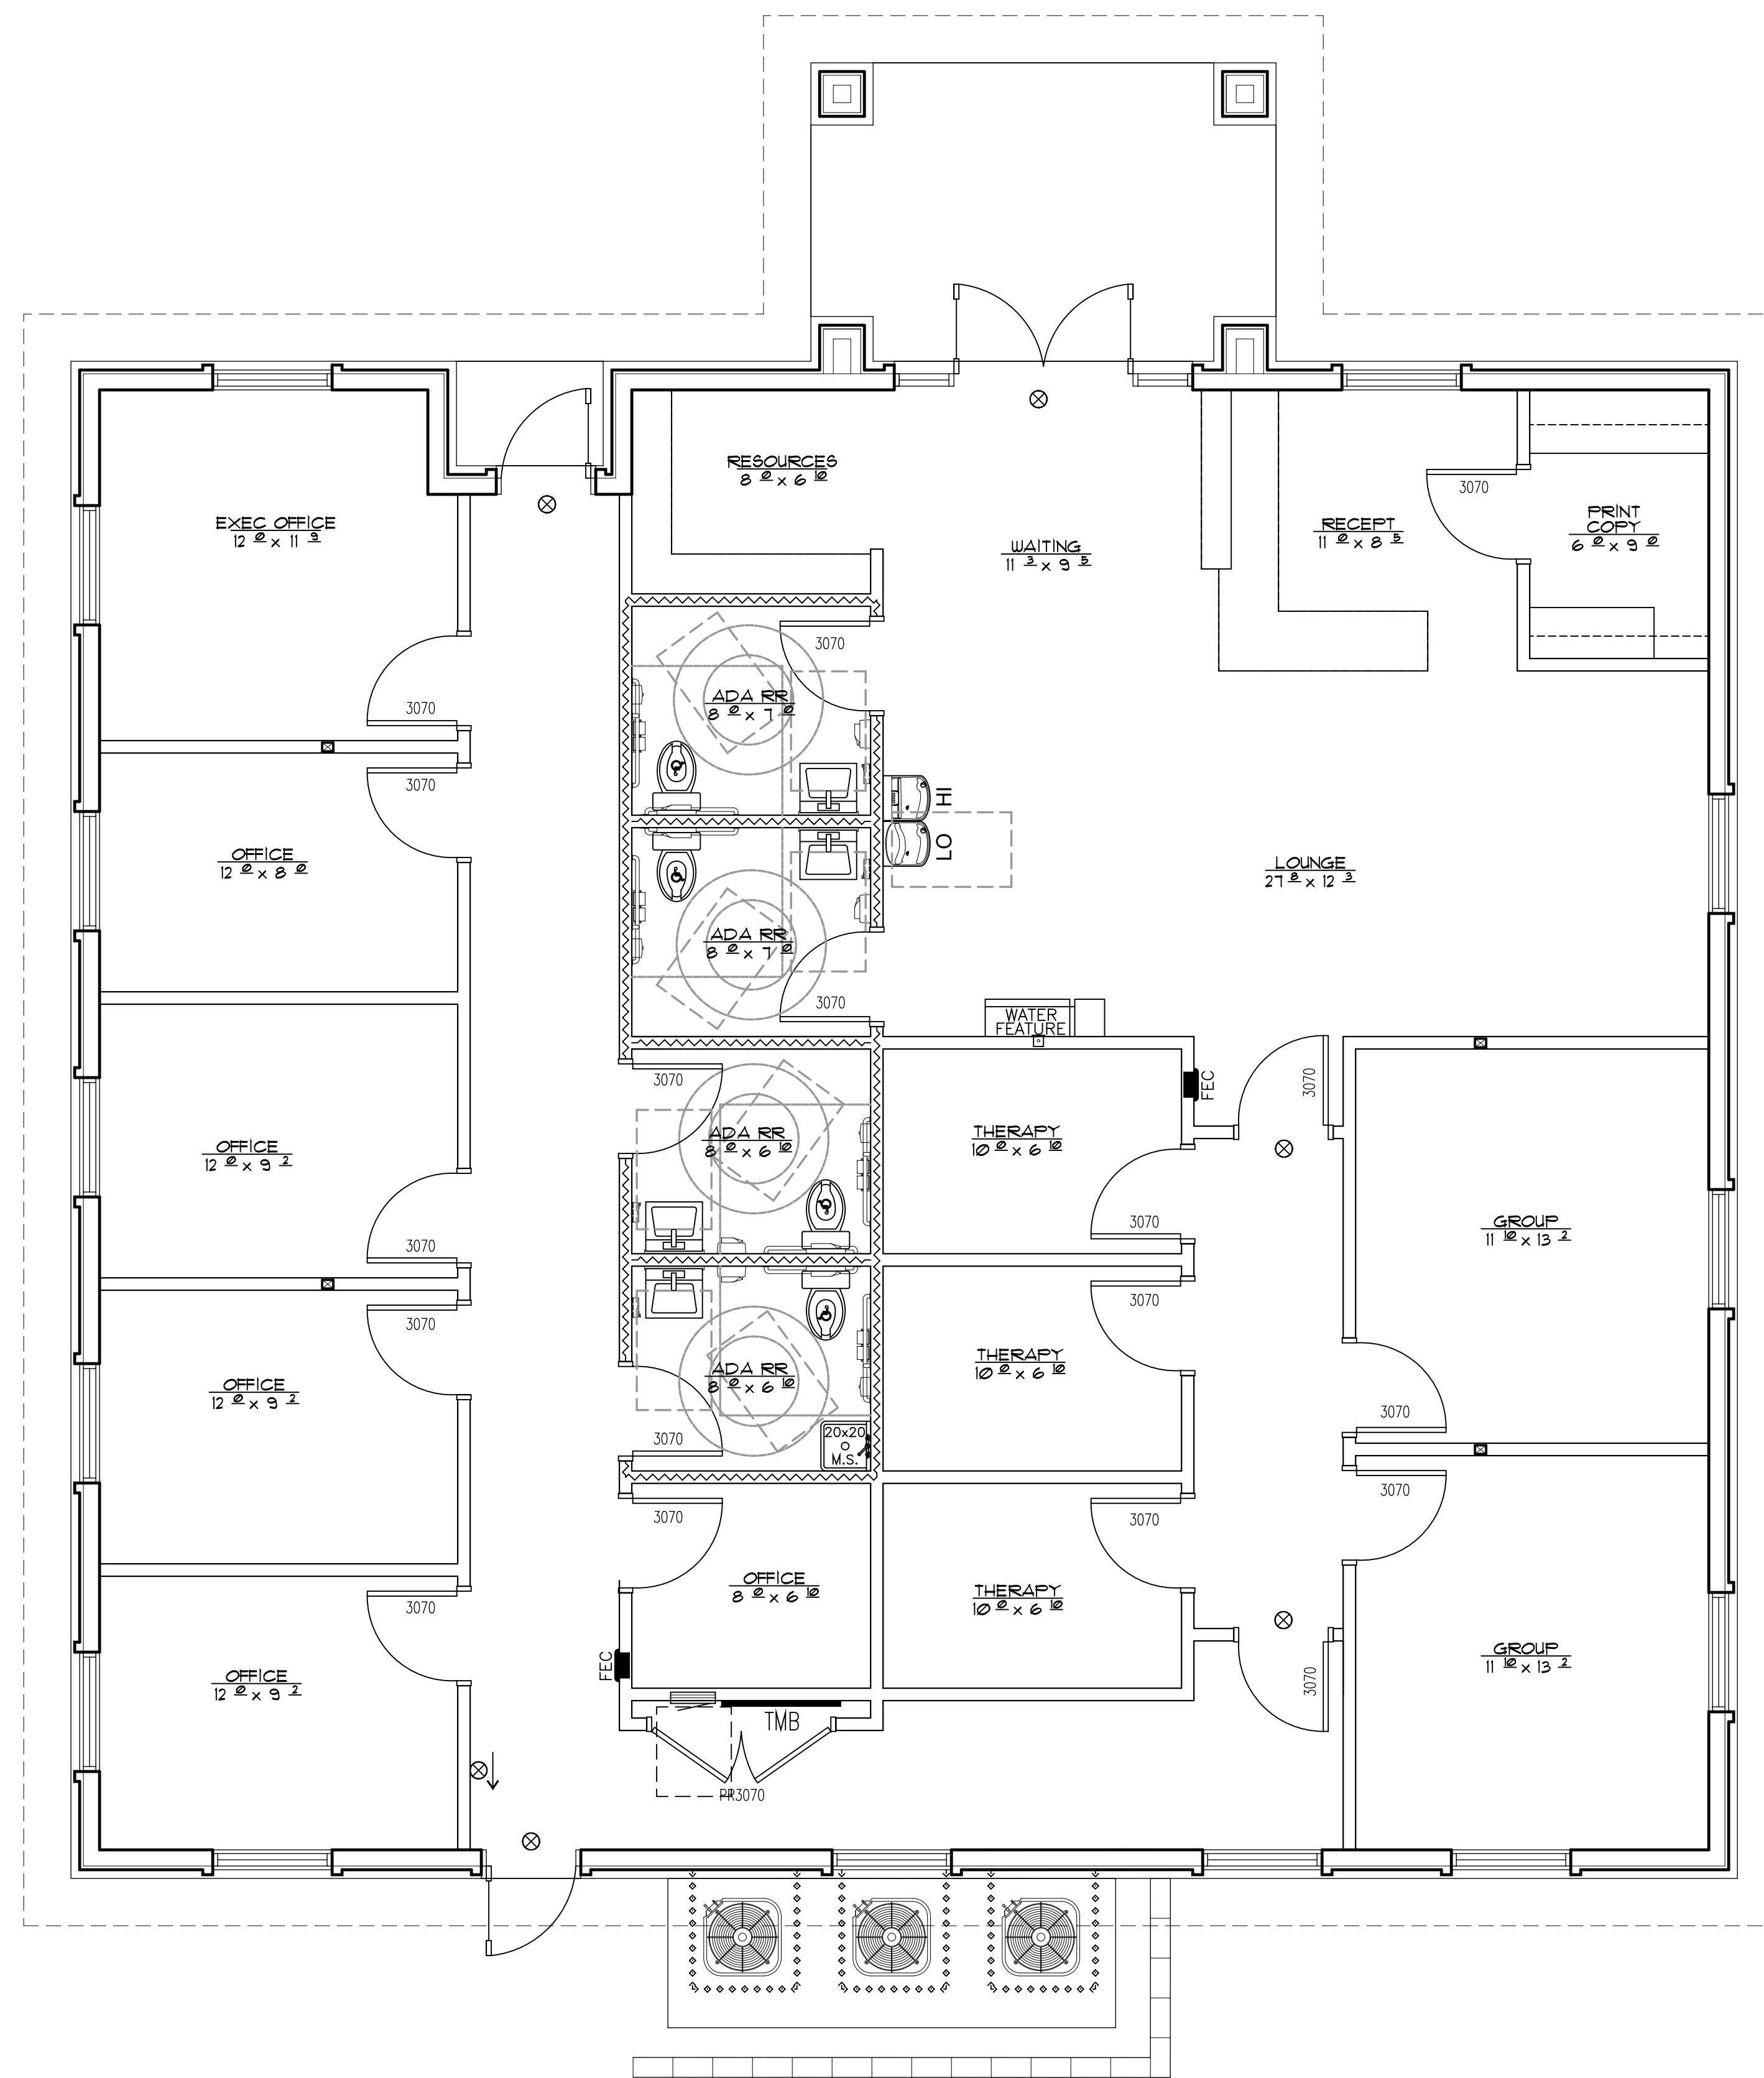 RESOURCES
8 0 x 6 10
EXEC OFFICE
12 0 x 11 9
3070
PRINT
COPY
6 0 x 9 0
RECEPT
11 0 x 8 5
WAITING
11 3 x 9 5
3070
ADA RR
8 0 x 7 0
3070
3070
HI
LO
OFFICE
12 0 x 8 0
LOUNGE
27 8 x 12 3
ADA RR
8 0 x 7 0
3070
WATER
FEATURE
3070
FEC
3070
ADA RR
8 0 x 6 10
THERAPY
10 0 x 6 10
OFFICE
12 0 x 9 2
3070
3070
GROUP
11 10 x 13 2
3070
3070
ADA RR
8 0 x 6 10
THERAPY
10 0 x 6 10
OFFICE
12 0 x 9 2
3070
3070
20x20
M.S.
3070
3070
3070
OFFICE
8 0 x 6 10
THERAPY
10 0 x 6 10
3070
FEC
OFFICE
12 0 x 9 2
GROUP
11 10 x 13 2
3070
TMB
PR3070